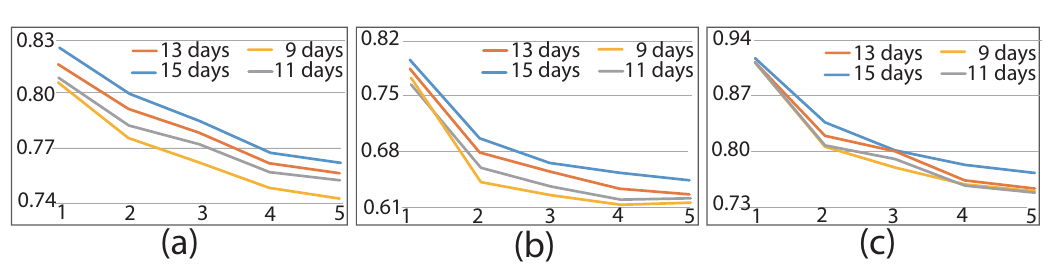 0.83
13 days
9 days
15 days
11 days
0.80
0.77
0.74
1 2 3 4 5
(a)
0.82
13 days
9 days
15 days
11 days
0.75
0.68
0.61
1 2 3 4 5
(b)
0.94
13 days
9 days
15 days
11 days
0.87
0.80
0.73
1 2 3 4 5
(c)